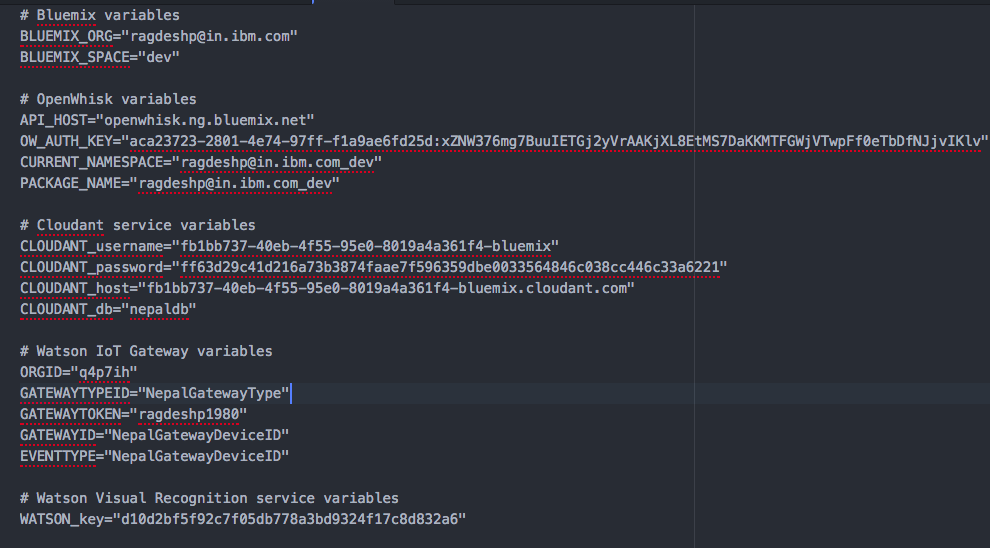 # Bluemix variables
BLUEMIX_ORG="ragdeshp@in.ibm.com"
BLUEMIX_SPACE="dev"
# OpenWhisk variables
API_HOST="openwhisk.ng.bluemix.net"
OW_AUTH_KEY="aca23723-2801-4e74-97ff-f1a9ae6fd25d:xZNW376mg7BuuIETGj2yVrAAKjXL8EtMS7DaKKMTFGWjVTwpFf0eTbDfNJjvIKlv"
CURRENT_NAMESPACE="ragdeshp@in.ibm.com_dev"
PACKAGE_NAME="ragdeshp@in.ibm.com_dev"
# Cloudant service variables
CLOUDANT_username="fb1bb737-40eb-4f55-95e0-8019a4a361f4-bluemix"
CLOUDANT_password="ff63d29c41d216a73b3874faae7f596359dbe0033564846c038cc446c33a6221"
CLOUDANT_host="fb1bb737-40eb-4f55-95e0-8019a4a361f4-bluemix.cloudant.com"
CLOUDANT_db="nepaldb"
# Watson IoT Gateway variables
ORGID="q4p7ih"
GATEWAYTYPEID="NepalGatewayType"
GATEWAYTOKEN="ragdeshp1980"
GATEWAYID="NepalGatewayDeviceID"
EVENTTYPE="NepalGatewayDeviceID"
# Watson Visual Recognition service variables
WATSON_key="d10d2bf5f92c7f05db778a3bd9324f17c8d832a6"